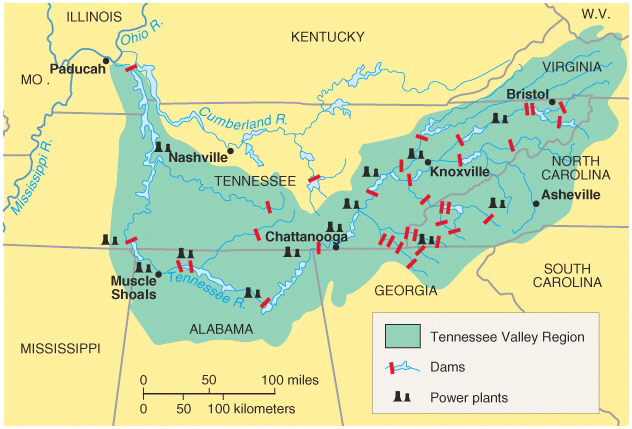 W.V.
ILLINOIS
Ohio R.
KENTUCKY
Paducah
MO.
VIRGINIA
Bristol
Cumberland R.
Mississippi R.
Nashville
TENNESSEE
Knoxville
NORTH
CAROLINA
Asheville
Chattanooga
Muscle
Shoals
Tennessee R.
SOUTH
CAROLINA
GEORGIA
ALABAMA
MISSISSIPPI
Tennessee Valley Region
Dams
Power plants
0 50 100 miles
0 50 100 kilometers